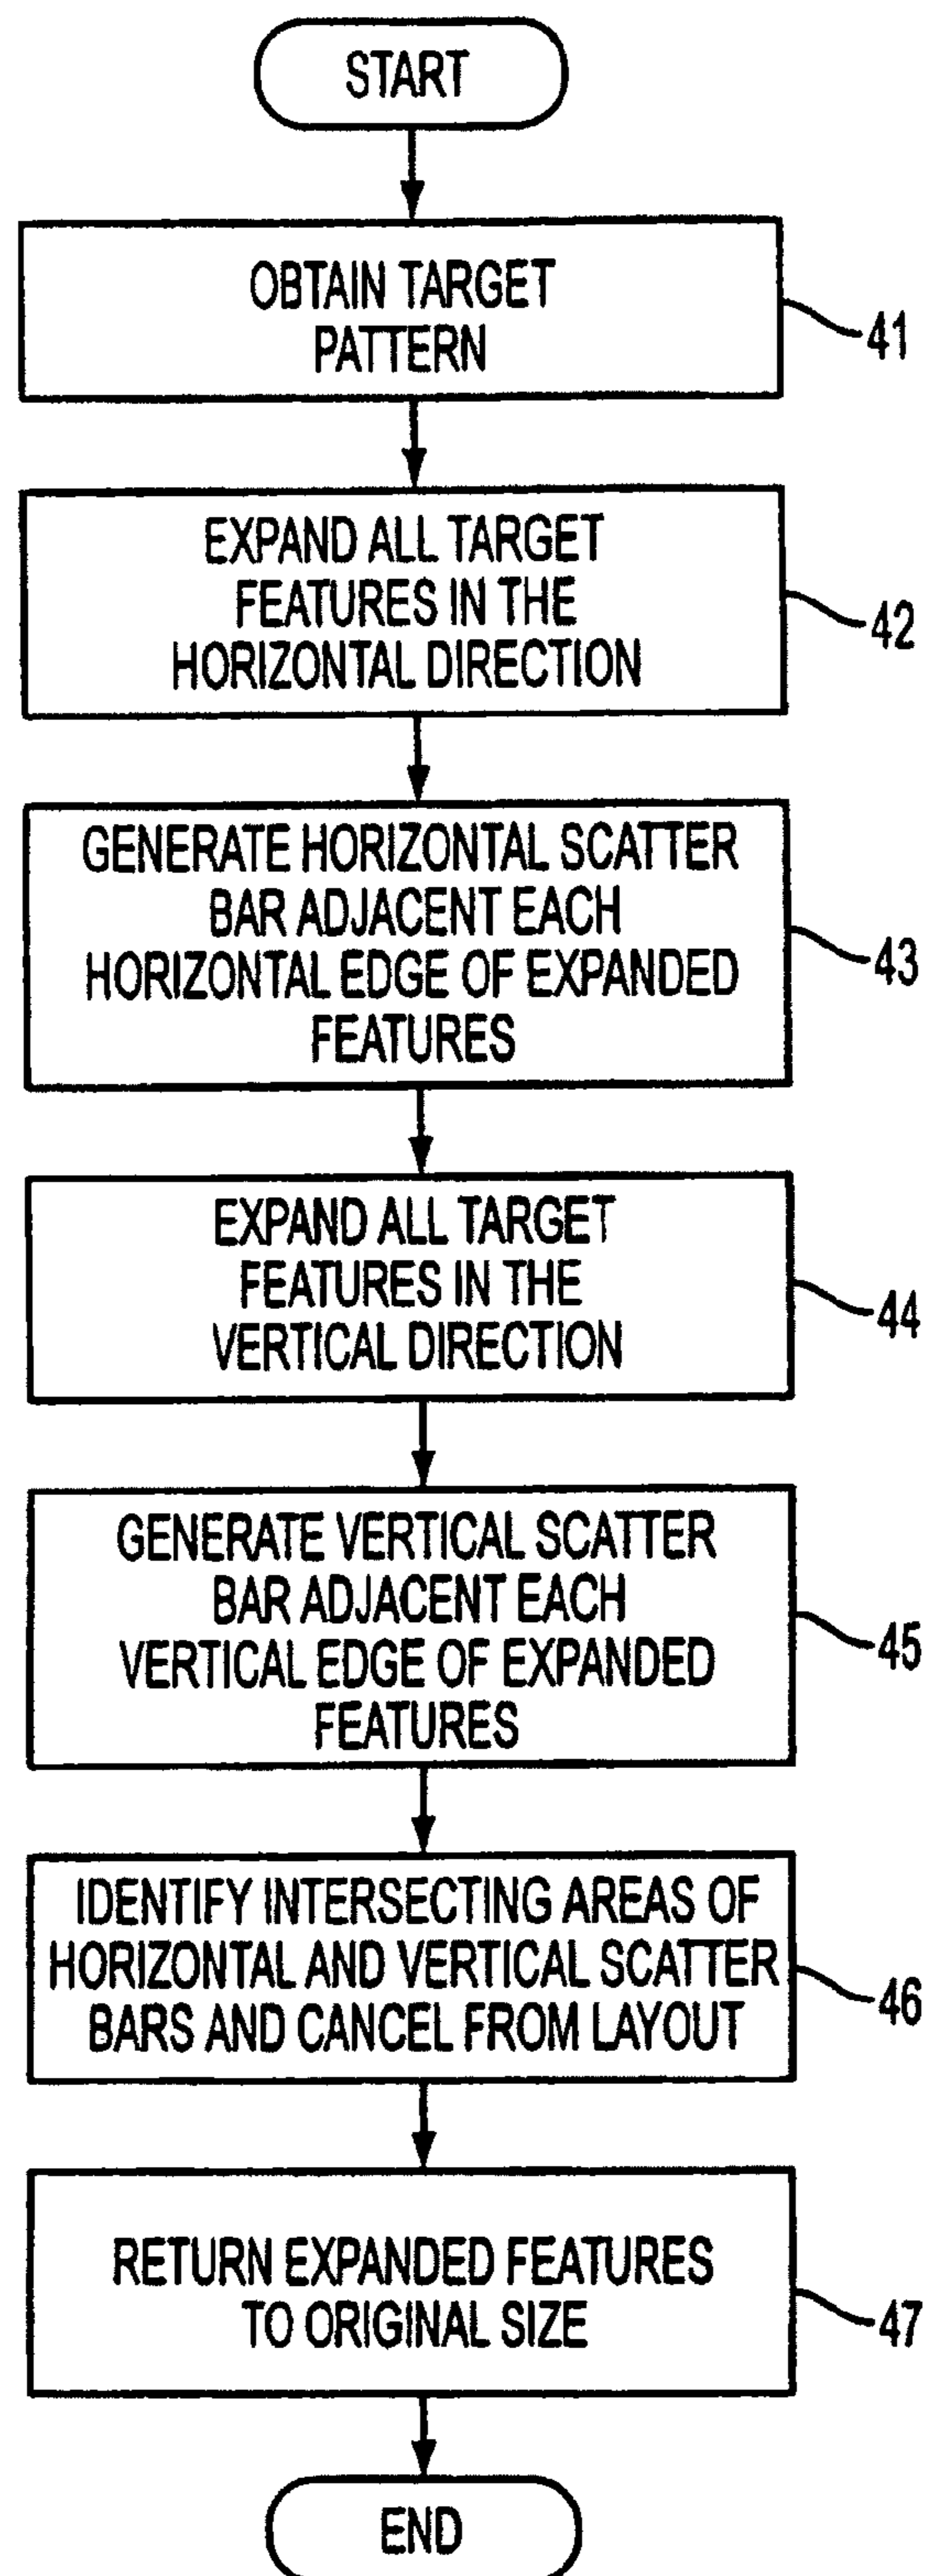 START
OBTAIN TARGET
PATTERN
41
EXPAND ALL TARGET
FEATURES IN THE
HORIZONTAL DIRECTION
42
GENERATE HORIZONTAL SCATTER
BAR ADJACENT EACH
HORIZONTAL EDGE OF EXPANDED
FEATURES
43
EXPAND ALL TARGET
FEATURES IN THE
VERTICAL DIRECTION
44
GENERATE VERTICAL SCATTER
BAR ADJACENT EACH
VERTICAL EDGE OF EXPANDED
FEATURES
45
IDENTIFY INTERSECTING AREAS OF
HORIZONTAL AND VERTICAL SCATTER
BARS AND CANCEL FROM LAYOUT
46
RETURN EXPANDED FEATURES
TO ORIGINAL SIZE
47
END